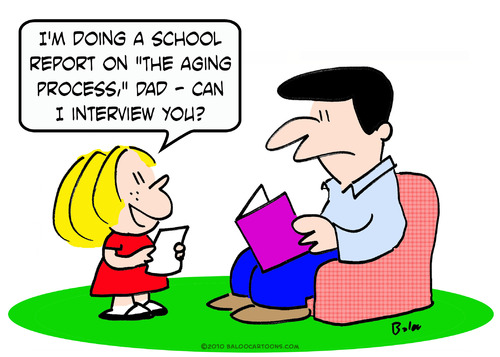 I'M DOING A SCHOOL
REPORT ON "THE AGING
PROCESS," DAD – CAN
I INTERVIEW YOU?
Baloo
©2010 BALOOCARTOONS.COM